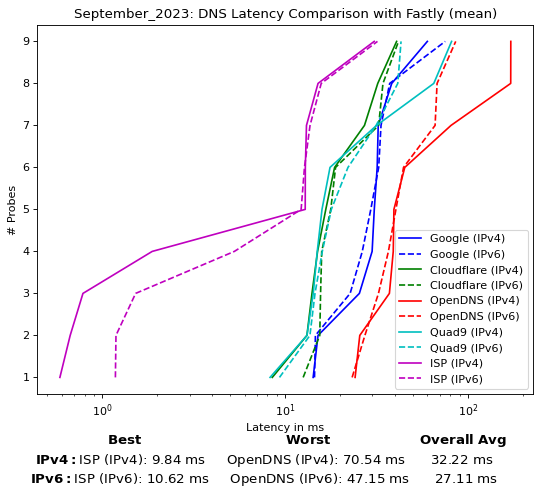 September_2023: DNS Latency Comparison with Fastly (mean)
# Probes
9
8
7
6
5
4
3
2
1
Google (IPv4)
Google (IPv6)
Cloudflare (IPv4)
Cloudflare (IPv6)
OpenDNS (IPv4)
OpenDNS (IPv6)
Quad9 (IPv4)
Quad9 (IPv6)
ISP (IPv4)
ISP (IPv6)
10⁰ 10¹ 10²
Latency in ms
Best Worst Overall Avg
IPv4: ISP (IPv4): 9.84 ms OpenDNS (IPv4): 70.54 ms 32.22 ms
IPv6: ISP (IPv6): 10.62 ms OpenDNS (IPv6): 47.15 ms 27.11 ms